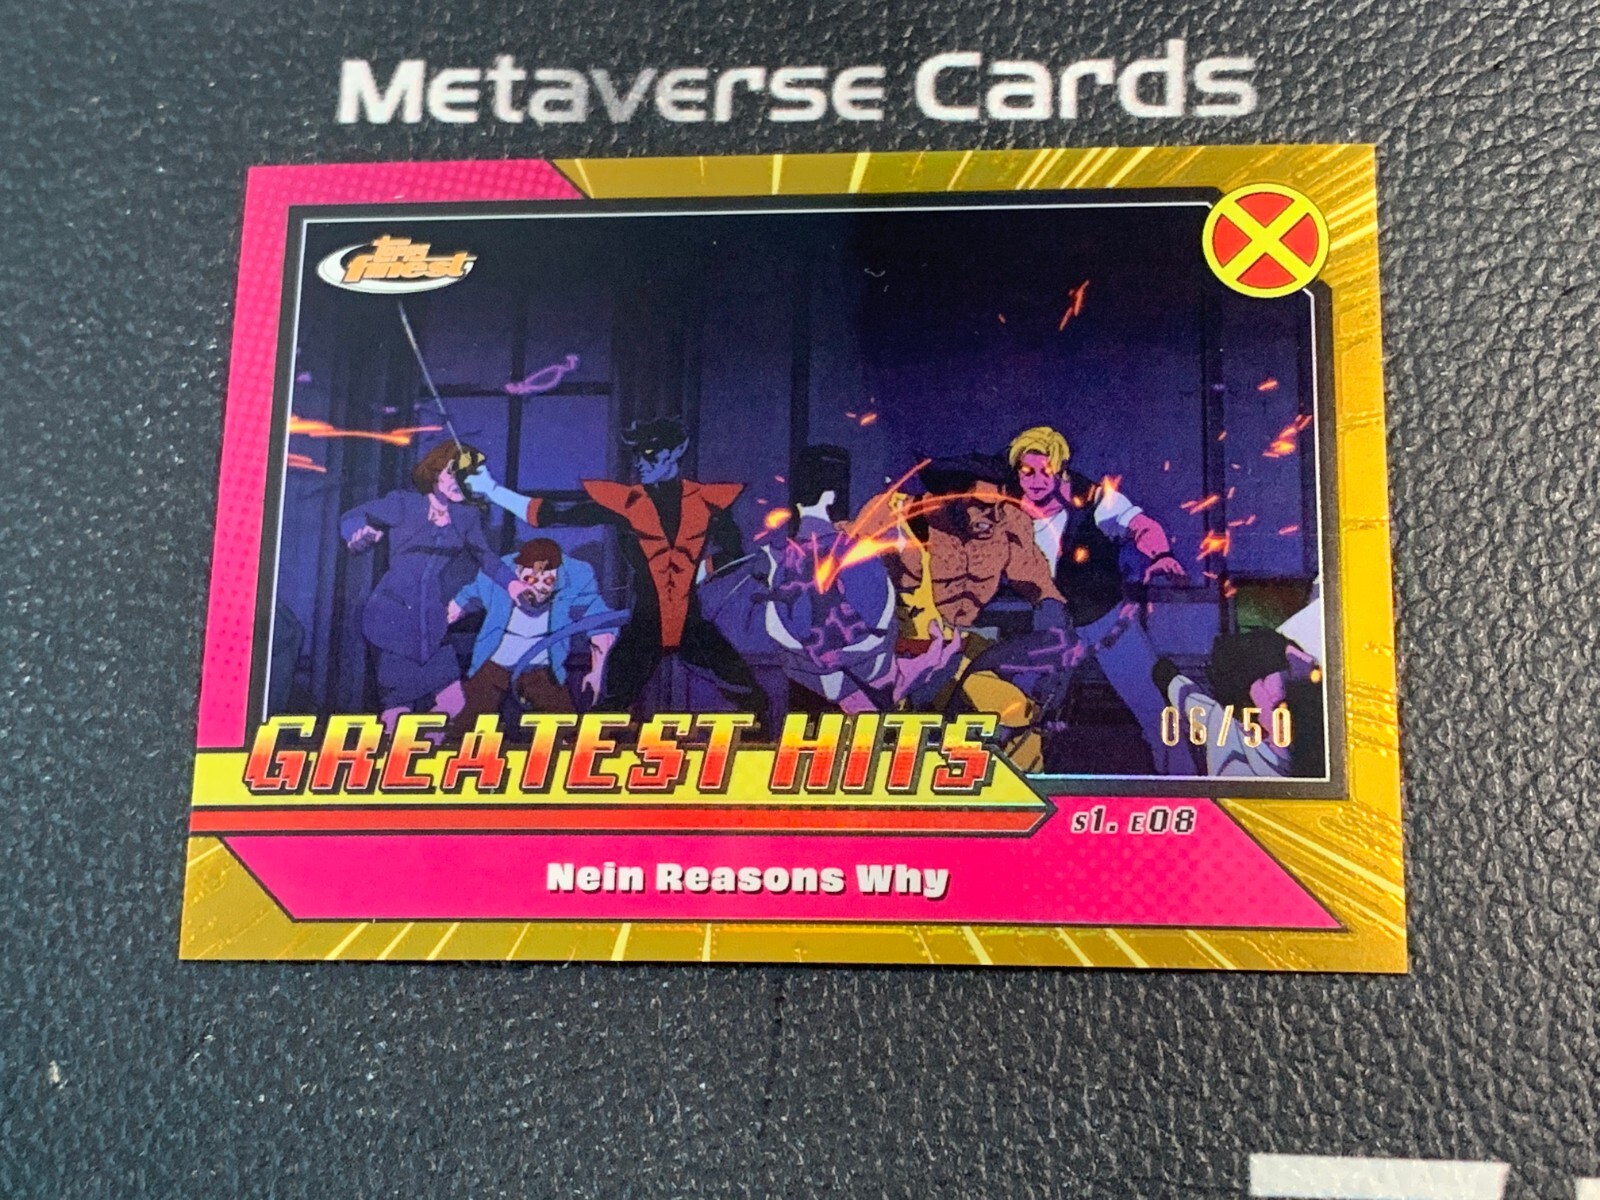 Metaverse Cards
Topps
finest
GREATEST HITS
06/50
S1. E08
Nein Reasons Why